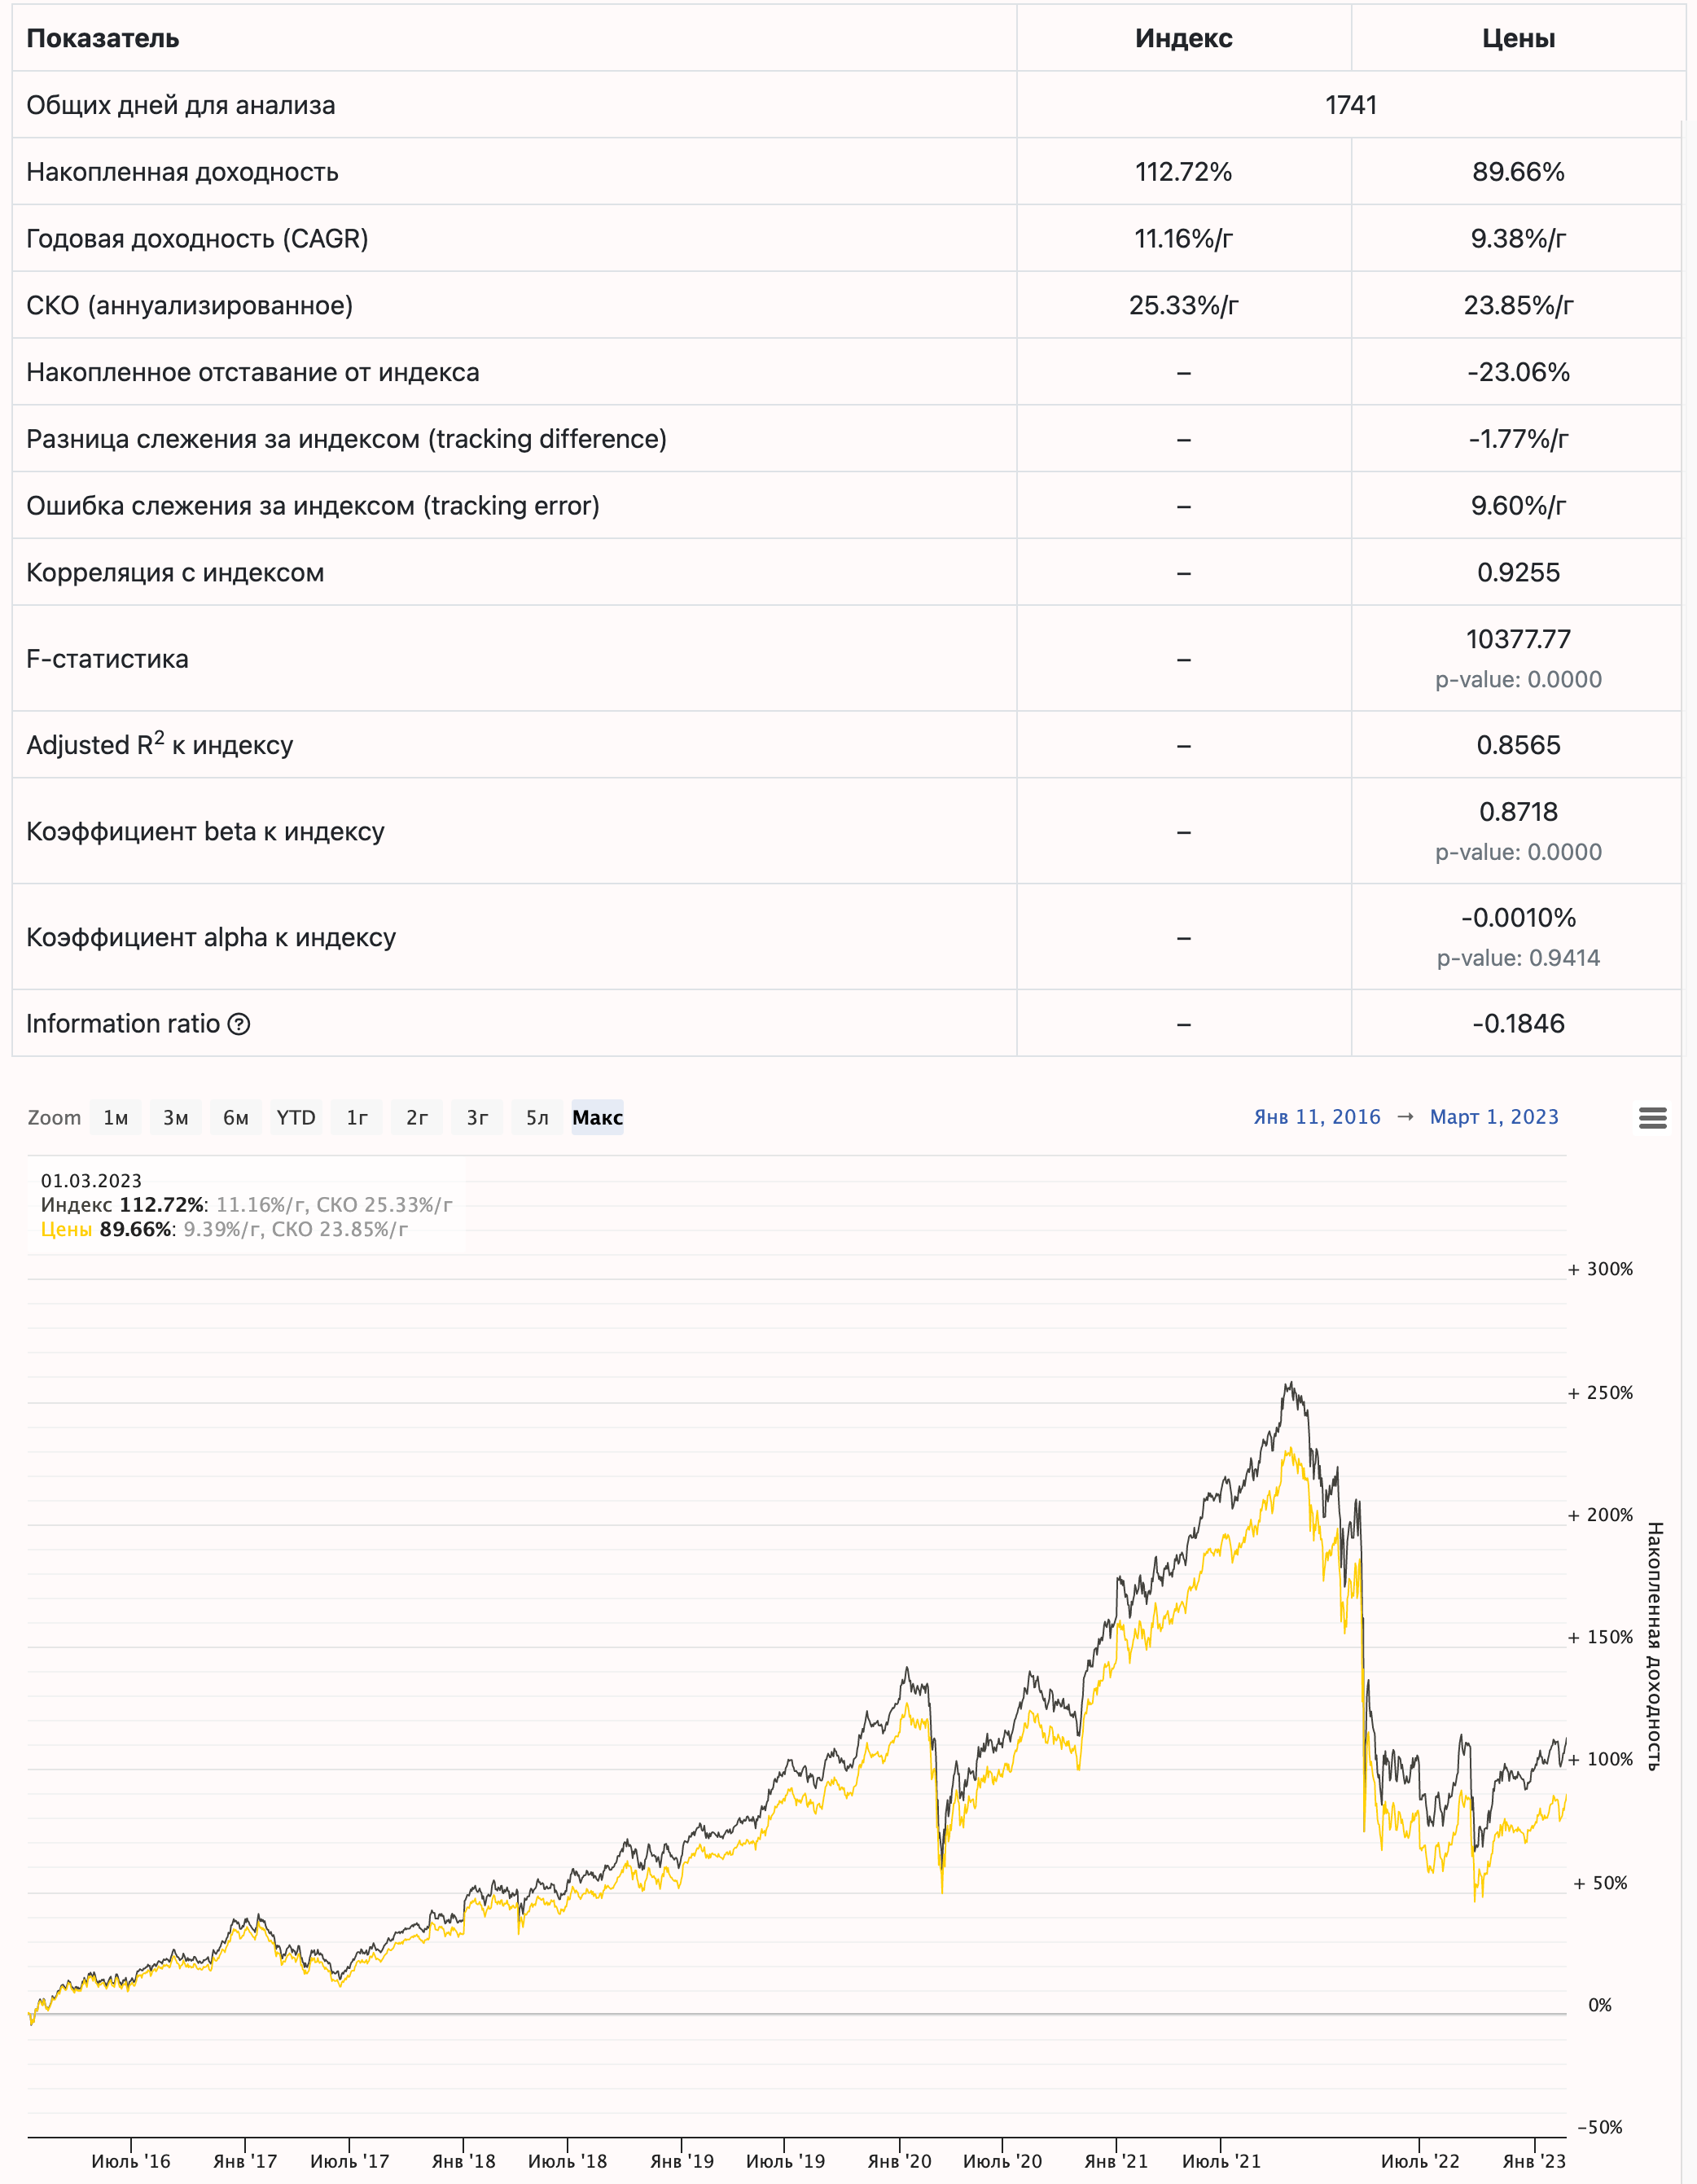 Показатель Индекс Цены
Общих дней для анализа 1741
Накопленная доходность 112.72% 89.66%
Годовая доходность (CAGR) 11.16%/г 9.38%/г
СКО (аннуализированное) 25.33%/г 23.85%/г
Накопленное отставание от индекса – -23.06%
Разница слежения за индексом (tracking difference) – -1.77%/г
Ошибка слежения за индексом (tracking error) – 9.60%/г
Корреляция с индексом – 0.9255
F-статистика – 10377.77
p-value: 0.0000
Adjusted R² к индексу – 0.8565
Коэффициент beta к индексу – 0.8718
p-value: 0.0000
Коэффициент alpha к индексу – -0.0010%
p-value: 0.9414
Information ratio ? – -0.1846
Zoom 1м 3м 6м YTD 1г 2г 3г 5л Макс Янв 11, 2016 → Март 1, 2023
01.03.2023
Индекс 112.72%: 11.16%/г, СКО 25.33%/г
Цены 89.66%: 9.39%/г, СКО 23.85%/г
+ 300%
+ 250%
+ 200%
+ 150%
+ 100%
+ 50%
0%
-50%
Накопленная доходность
Июль '16 Янв '17 Июль '17 Янв '18 Июль '18 Янв '19 Июль '19 Янв '20 Июль '20 Янв '21 Июль '21 Июль '22 Янв '23